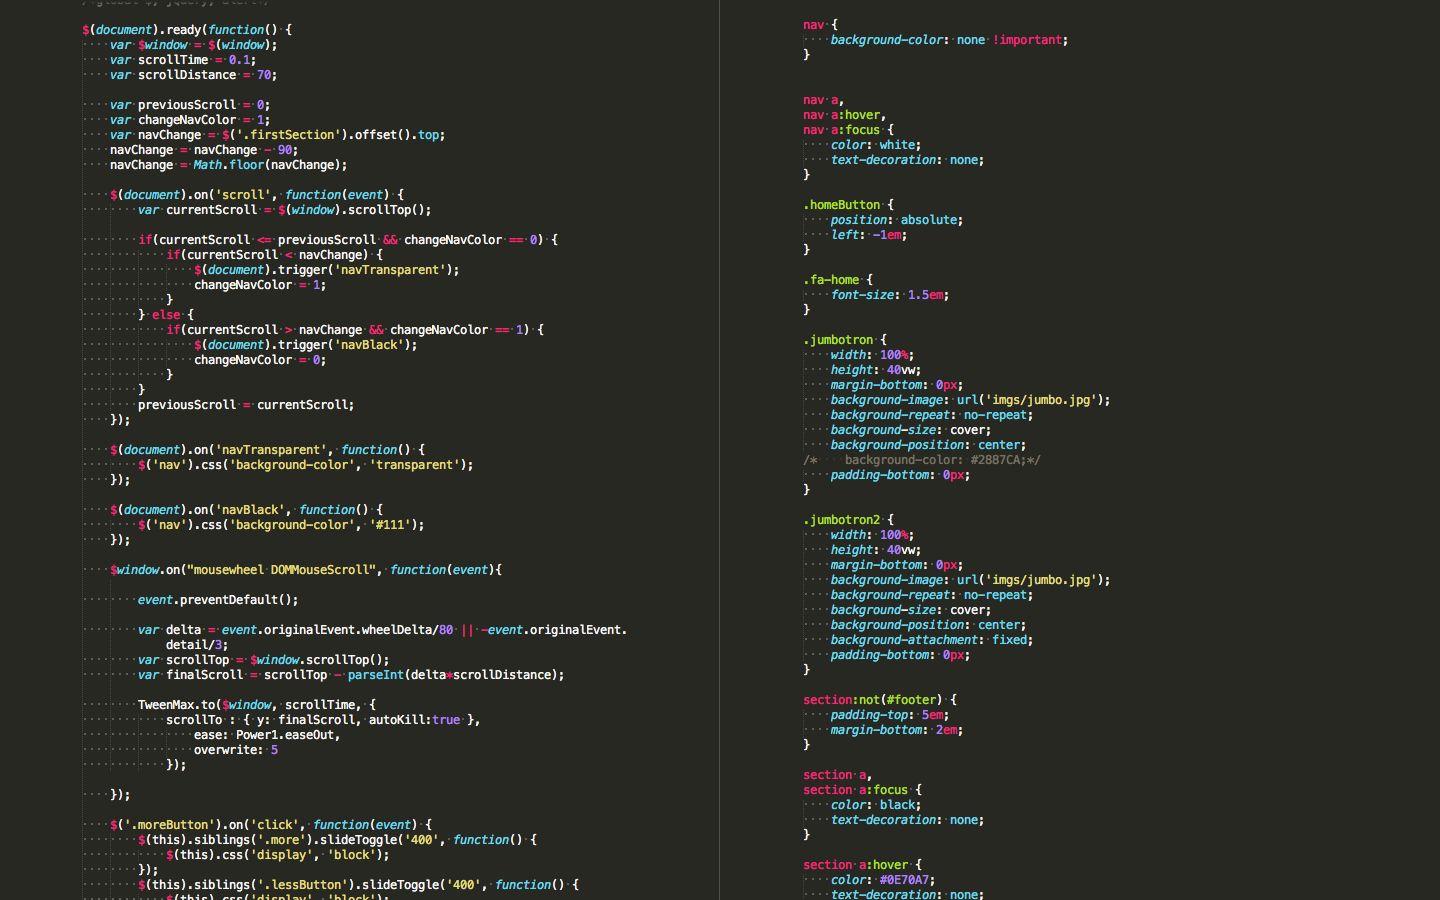 /*global $, jQuery, alert*/
$(document).ready(function() {
    var $window = $(window);
    var scrollTime = 0.1;
    var scrollDistance = 70;

    var previousScroll = 0;
    var changeNavColor = 1;
    var navChange = $('.firstSection').offset().top;
    navChange = navChange - 90;
    navChange = Math.floor(navChange);

    $(document).on('scroll', function(event) {
        var currentScroll = $(window).scrollTop();

        if(currentScroll <= previousScroll && changeNavColor == 0) {
            if(currentScroll < navChange) {
                $(document).trigger('navTransparent');
                changeNavColor = 1;
            }
        } else {
            if(currentScroll > navChange && changeNavColor == 1) {
                $(document).trigger('navBlack');
                changeNavColor = 0;
            }
        }
        previousScroll = currentScroll;
    });

    $(document).on('navTransparent', function() {
        $('nav').css('background-color', 'transparent');
    });

    $(document).on('navBlack', function() {
        $('nav').css('background-color', '#111');
    });

    $window.on("mousewheel DOMMouseScroll", function(event){

        event.preventDefault();

        var delta = event.originalEvent.wheelDelta/80 || -event.originalEvent.
            detail/3;
        var scrollTop = $window.scrollTop();
        var finalScroll = scrollTop - parseInt(delta*scrollDistance);

        TweenMax.to($window, scrollTime, {
            scrollTo : { y: finalScroll, autoKill:true },
                ease: Power1.easeOut,
                overwrite: 5
            });

    });

    $('.moreButton').on('click', function(event) {
        $(this).siblings('.more').slideToggle('400', function() {
            $(this).css('display', 'block');
        });
        $(this).siblings('.lessButton').slideToggle('400', function() {
            $(this).css('display', 'block');
nav {
    background-color: none !important;
}

nav a,
nav a:hover,
nav a:focus {
    color: white;
    text-decoration: none;
}

.homeButton {
    position: absolute;
    left: -1em;
}

.fa-home {
    font-size: 1.5em;
}

.jumbotron {
    width: 100%;
    height: 40vw;
    margin-bottom: 0px;
    background-image: url('imgs/jumbo.jpg');
    background-repeat: no-repeat;
    background-size: cover;
    background-position: center;
/*    background-color: #2887CA;*/
    padding-bottom: 0px;
}

.jumbotron2 {
    width: 100%;
    height: 40vw;
    margin-bottom: 0px;
    background-image: url('imgs/jumbo.jpg');
    background-repeat: no-repeat;
    background-size: cover;
    background-position: center;
    background-attachment: fixed;
    padding-bottom: 0px;
}

section:not(#footer) {
    padding-top: 5em;
    margin-bottom: 2em;
}

section a,
section a:focus {
    color: black;
    text-decoration: none;
}

section a:hover {
    color: #0E70A7;
    text-decoration: none;